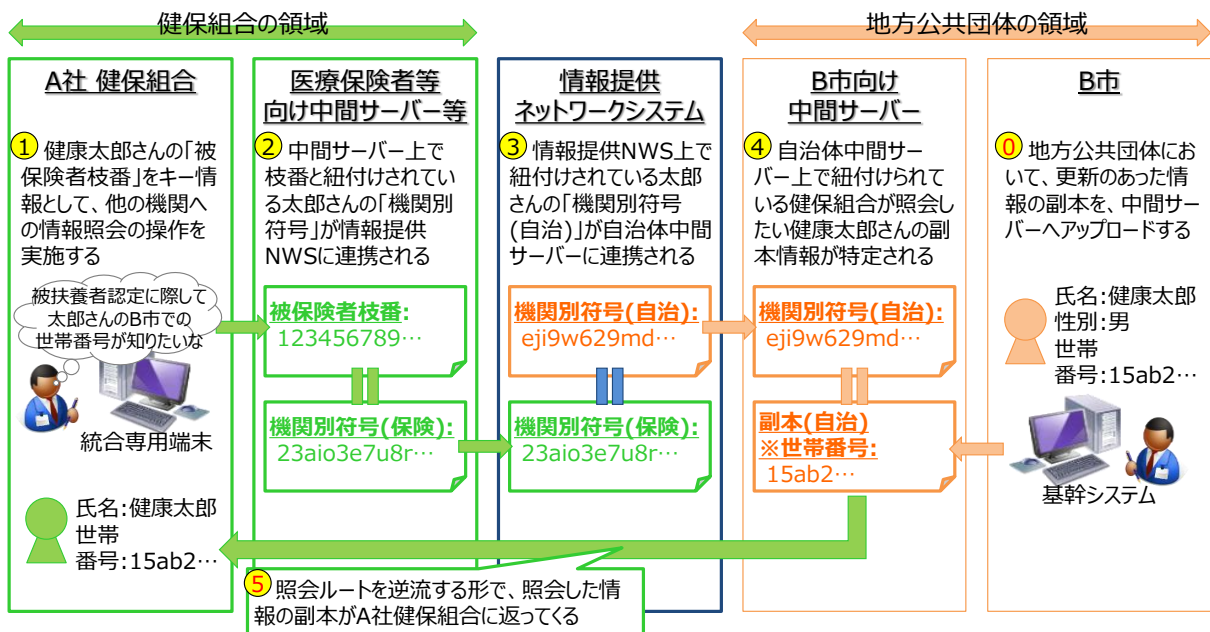 健保組合の領域
地方公共団体の領域
A社 健保組合
① 健康太郎さんの「被
保険者枝番」をキー情
報として、他の機関へ
の情報照会の操作を
実施する
被扶養者認定に際して
太郎さんのB市での
世帯番号が知りたいな
統合専用端末
氏名:健康太郎
世帯
番号:15ab2…
医療保険者等
向け中間サーバー等
② 中間サーバー上で
枝番と紐付けされてい
る太郎さんの「機関別
符号」が情報提供
NWSに連携される
被保険者枝番:
123456789…
機関別符号(保険):
23aio3e7u8r…
情報提供
ネットワークシステム
③ 情報提供NWS上で
紐付けされている太郎
さんの「機関別符号
(自治)」が自治体中間
サーバーに連携される
機関別符号(自治):
eji9w629md…
機関別符号(保険):
23aio3e7u8r…
B市向け
中間サーバー
④ 自治体中間サー
バー上で紐付けられて
いる健保組合が照会し
たい健康太郎さんの副
本情報が特定される
機関別符号(自治):
eji9w629md…
副本(自治)
※世帯番号:
15ab2…
B市
⓪ 地方公共団体にお
いて、更新のあった情
報の副本を、中間サー
バーへアップロードする
氏名:健康太郎
性別:男
世帯
番号:15ab2…
基幹システム
⑤ 照会ルートを逆流する形で、照会した情
報の副本がA社健保組合に返ってくる